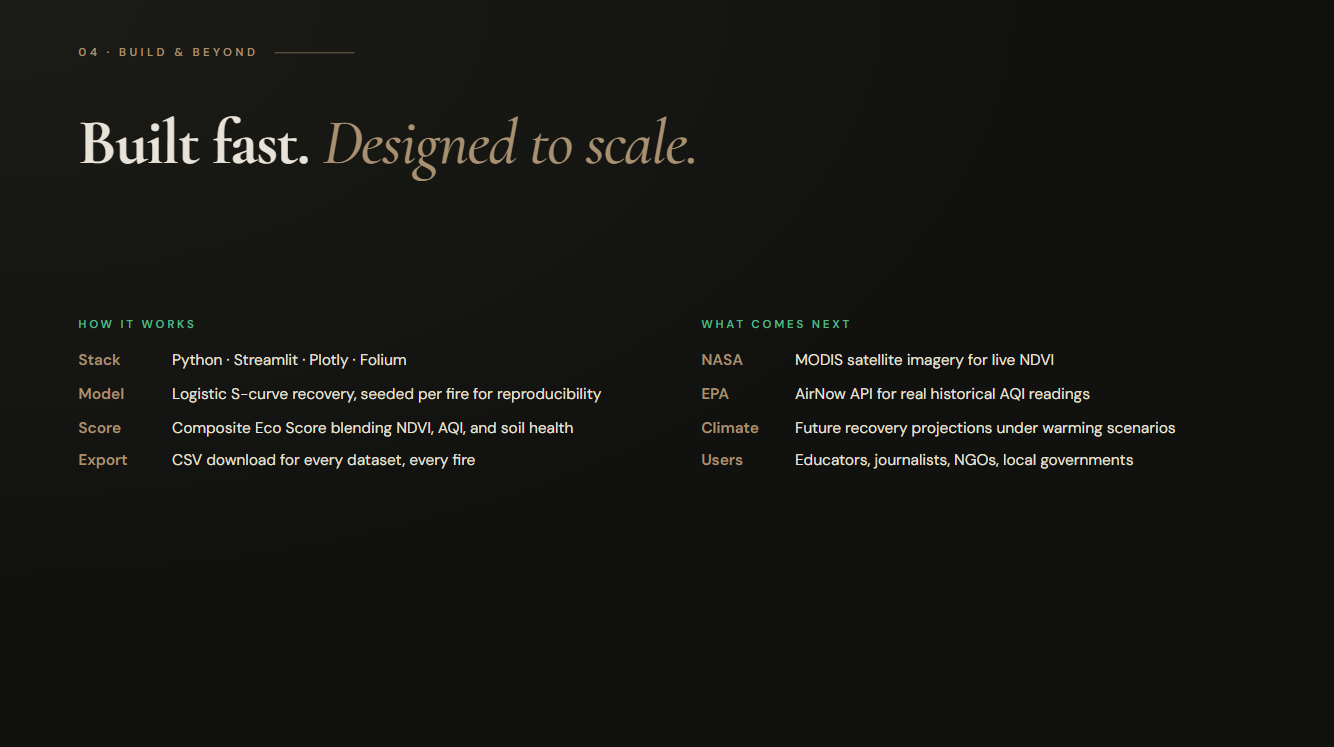 04 · BUILD & BEYOND
Built fast. Designed to scale.
HOW IT WORKS
Stack Python · Streamlit · Plotly · Folium
Model Logistic S-curve recovery, seeded per fire for reproducibility
Score Composite Eco Score blending NDVI, AQI, and soil health
Export CSV download for every dataset, every fire
WHAT COMES NEXT
NASA MODIS satellite imagery for live NDVI
EPA AirNow API for real historical AQI readings
Climate Future recovery projections under warming scenarios
Users Educators, journalists, NGOs, local governments